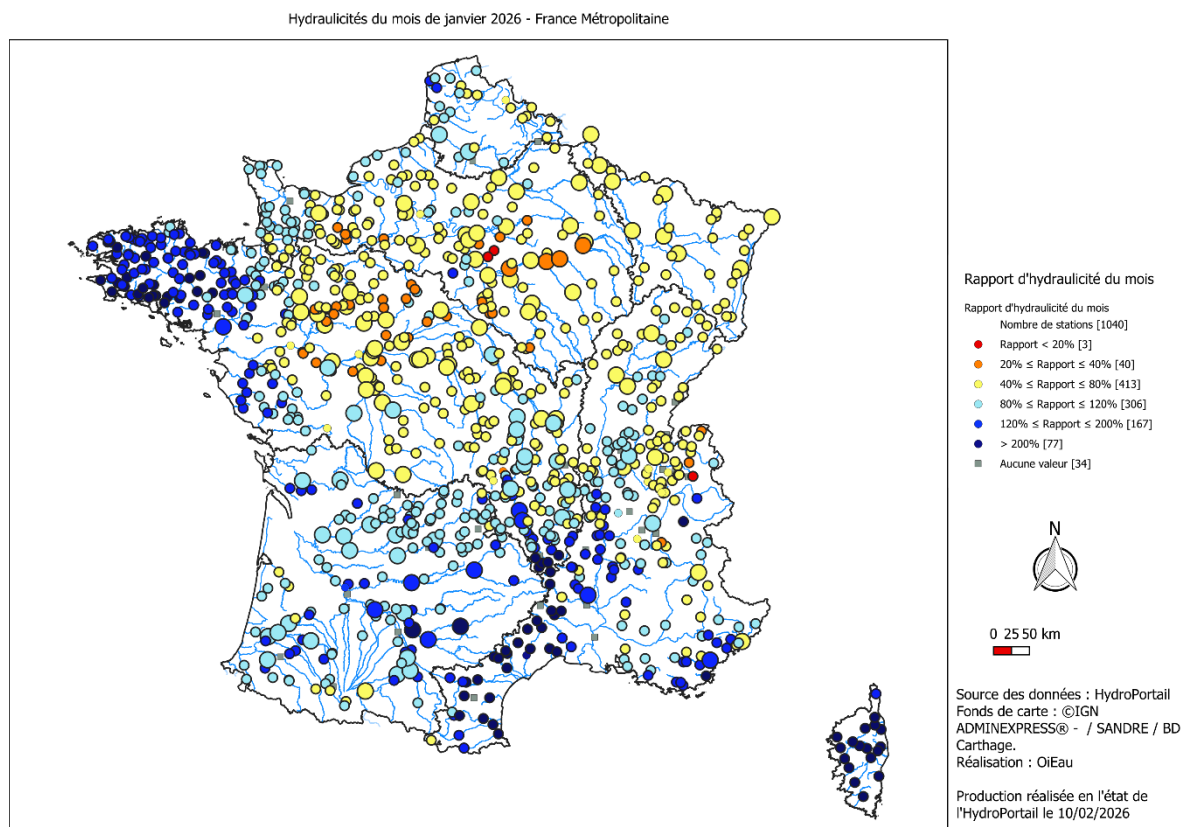 Hydraulicités du mois de janvier 2026 - France Métropolitaine
Rapport d'hydraulicité du mois
Rapport d'hydraulicité du mois
Nombre de stations [1040]
Rapport < 20% [3]
20% ≤ Rapport ≤ 40% [40]
40% ≤ Rapport ≤ 80% [413]
80% ≤ Rapport ≤ 120% [306]
120% ≤ Rapport ≤ 200% [167]
> 200% [77]
Aucune valeur [34]
N
0 25 50 km
Source des données : HydroPortail
Fonds de carte : ©IGN
ADMINEXPRESS® - / SANDRE / BD
Carthage.
Réalisation : OiEau
Production réalisée en l'état de
l'HydroPortail le 10/02/2026